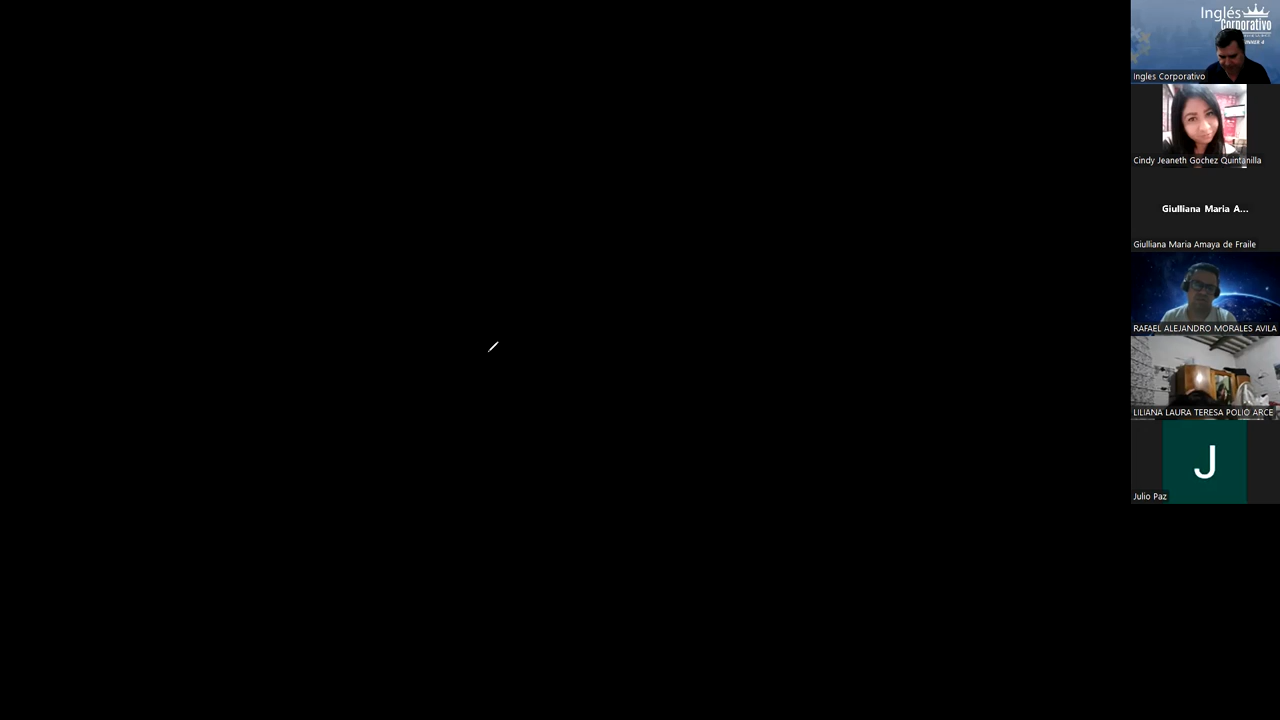 Inglés
Corporativo
Ingles Corporativo
Cindy Jeaneth Gochez Quintanilla
Giulliana Maria A...
Giulliana Maria Amaya de Fraile
RAFAEL ALEJANDRO MORALES AVILA
LILIANA LAURA TERESA POLIO ARCE
J
Julio Paz